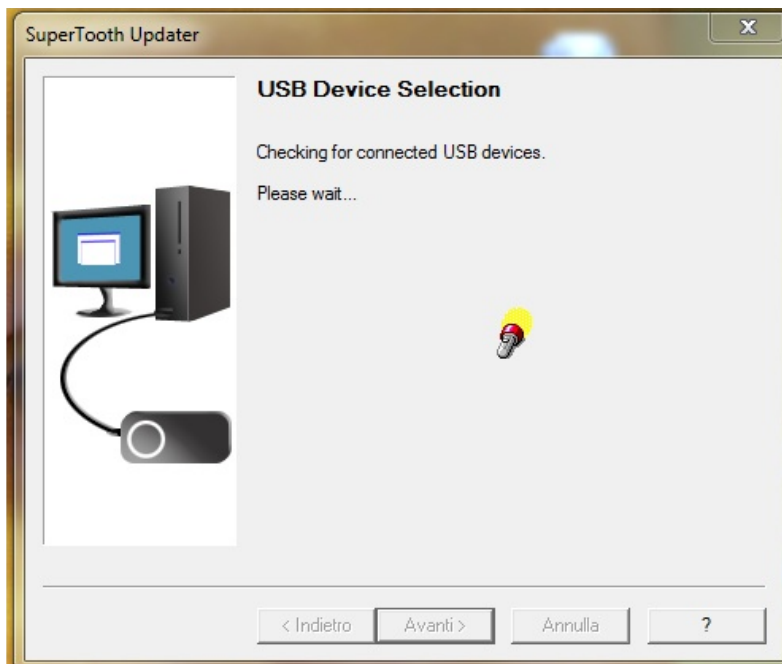 SuperTooth Updater
USB Device Selection
Checking for connected USB devices.
Please wait...
< Indietro Avanti > Annulla ?